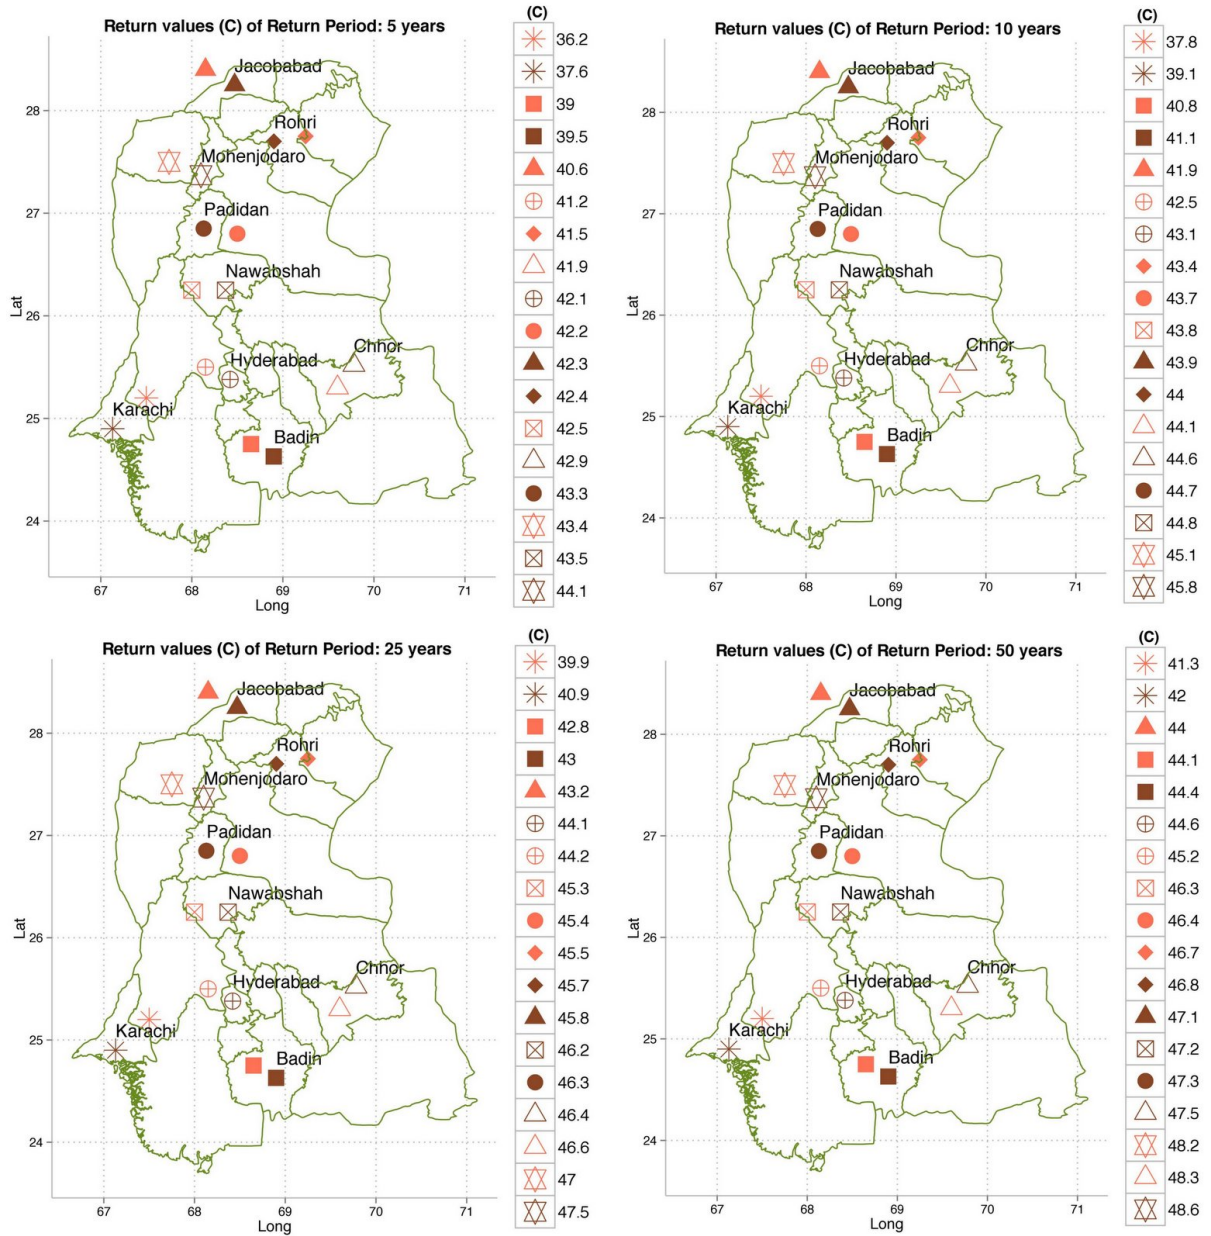 Return values (C) of Return Period: 5 years
(C)
36.2
37.6
39
39.5
40.6
41.2
41.5
41.9
42.1
42.2
42.3
42.4
42.5
42.9
43.3
43.4
43.5
44.1
Jacobabad
Rohri
Mohenjodaro
Padidan
Nawabshah
Hyderabad
Chhor
Karachi
Badin
28
27
26
25
24
Lat
67 68 69 70 71
Long
Return values (C) of Return Period: 10 years
(C)
37.8
39.1
40.8
41.1
41.9
42.5
43.1
43.4
43.7
43.8
43.9
44
44.1
44.6
44.7
44.8
45.1
45.8
Jacobabad
Rohri
Mohenjodaro
Padidan
Nawabshah
Hyderabad
Chhor
Karachi
Badin
28
27
26
25
24
Lat
67 68 69 70 71
Long
Return values (C) of Return Period: 25 years
(C)
39.9
40.9
42.8
43
43.2
44.1
44.2
45.3
45.4
45.5
45.7
45.8
46.2
46.3
46.4
46.6
47
47.5
Jacobabad
Rohri
Mohenjodaro
Padidan
Nawabshah
Hyderabad
Chhor
Karachi
Badin
28
27
26
25
24
Lat
67 68 69 70 71
Long
Return values (C) of Return Period: 50 years
(C)
41.3
42
44
44.1
44.4
44.6
45.2
46.3
46.4
46.7
46.8
47.1
47.2
47.3
47.5
48.2
48.3
48.6
Jacobabad
Rohri
Mohenjodaro
Padidan
Nawabshah
Hyderabad
Chhor
Karachi
Badin
28
27
26
25
24
Lat
67 68 69 70 71
Long